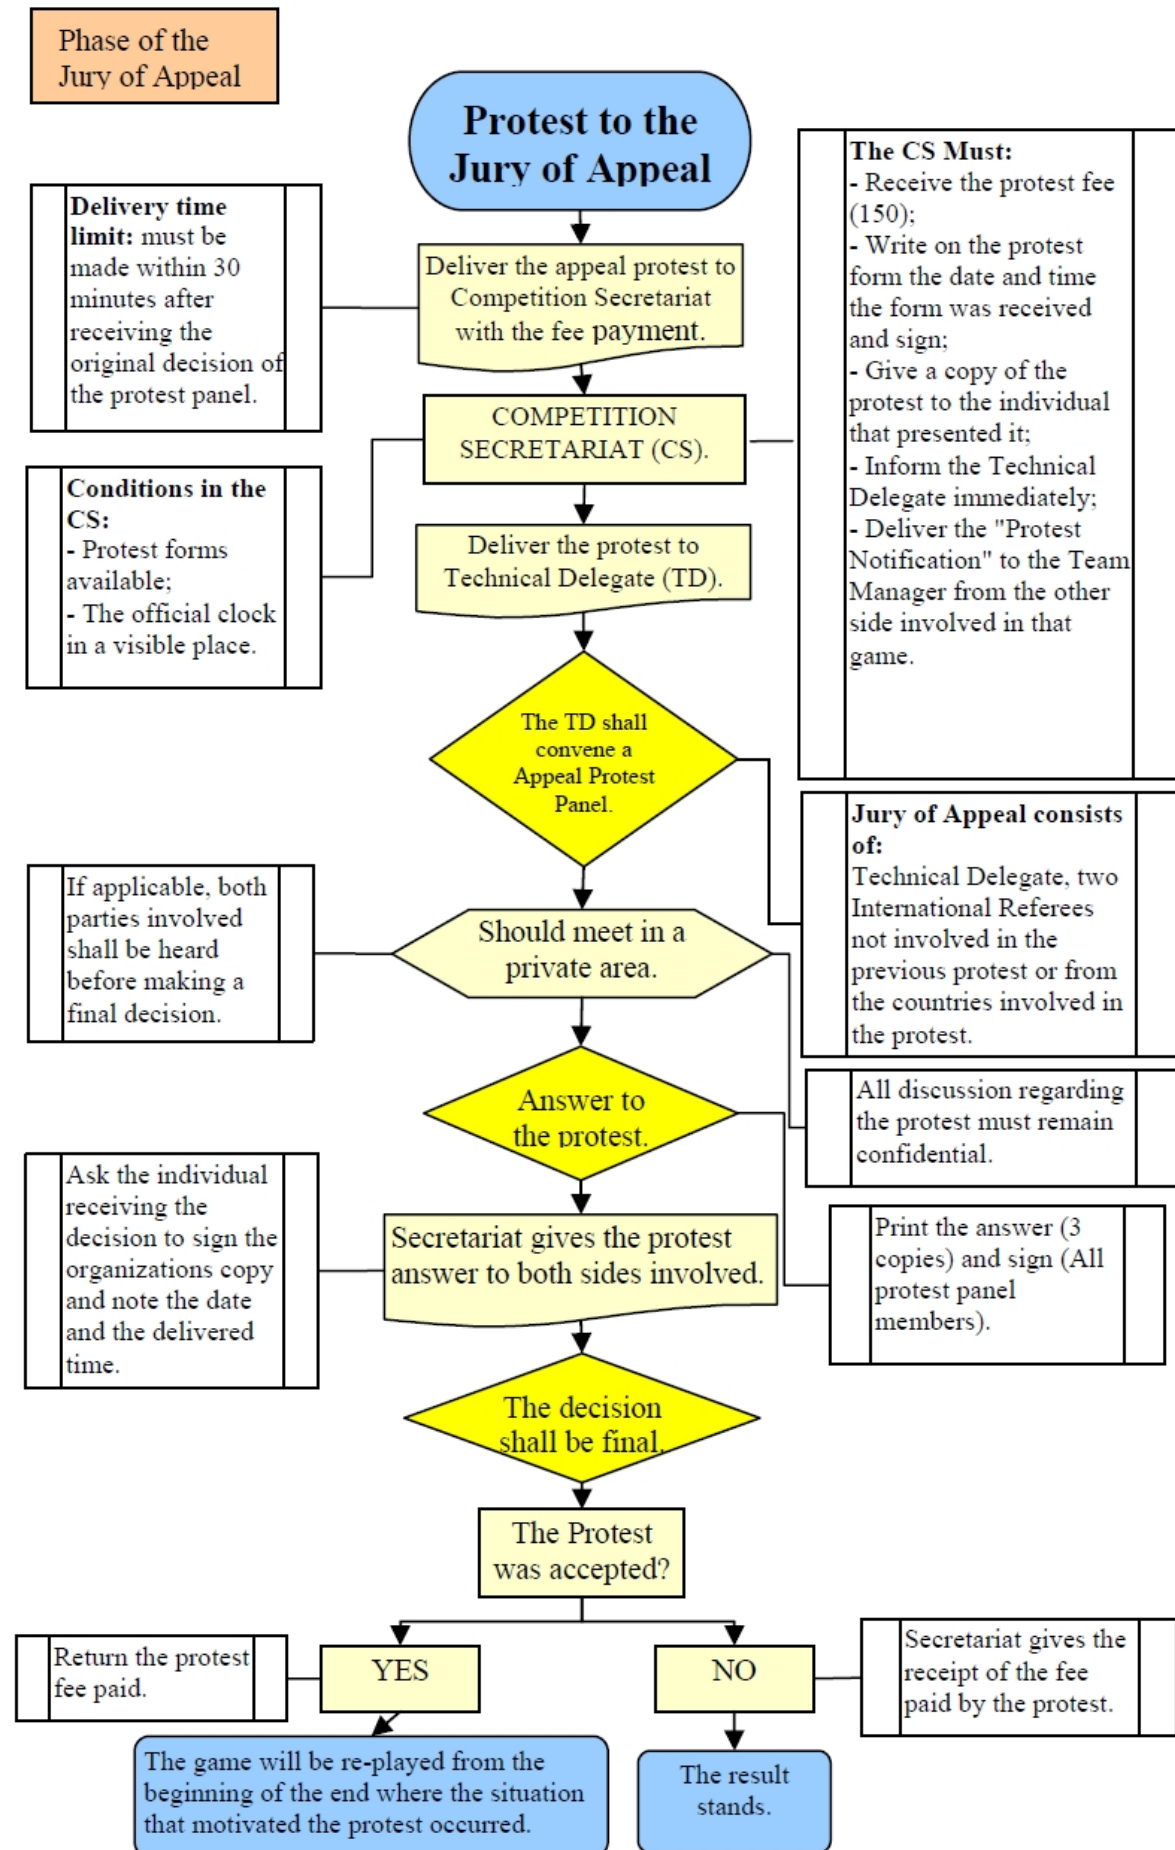 Phase of the
Jury of Appeal
Protest to the
Jury of Appeal
Delivery time
limit: must be
made within 30
minutes after
receiving the
original decision of
the protest panel.
Deliver the appeal protest to
Competition Secretariat
with the fee payment.
The CS Must:
- Receive the protest fee
(150);
- Write on the protest
form the date and time
the form was received
and sign;
- Give a copy of the
protest to the individual
that presented it;
- Inform the Technical
Delegate immediately;
- Deliver the "Protest
Notification" to the Team
Manager from the other
side involved in that
game.
COMPETITION
SECRETARIAT (CS).
Conditions in the
CS:
- Protest forms
available;
- The official clock
in a visible place.
Deliver the protest to
Technical Delegate (TD).
The TD shall
convene a
Appeal Protest
Panel.
Jury of Appeal consists
of:
Technical Delegate, two
International Referees
not involved in the
previous protest or from
the countries involved in
the protest.
If applicable, both
parties involved
shall be heard
before making a
final decision.
Should meet in a
private area.
All discussion regarding
the protest must remain
confidential.
Answer to
the protest.
Print the answer (3
copies) and sign (All
protest panel
members).
Ask the individual
receiving the
decision to sign the
organizations copy
and note the date
and the delivered
time.
Secretariat gives the protest
answer to both sides involved.
The decision
shall be final.
The Protest
was accepted?
Return the protest
fee paid.
YES
NO
Secretariat gives the
receipt of the fee
paid by the protest.
The game will be re-played from the
beginning of the end where the situation
that motivated the protest occurred.
The result
stands.